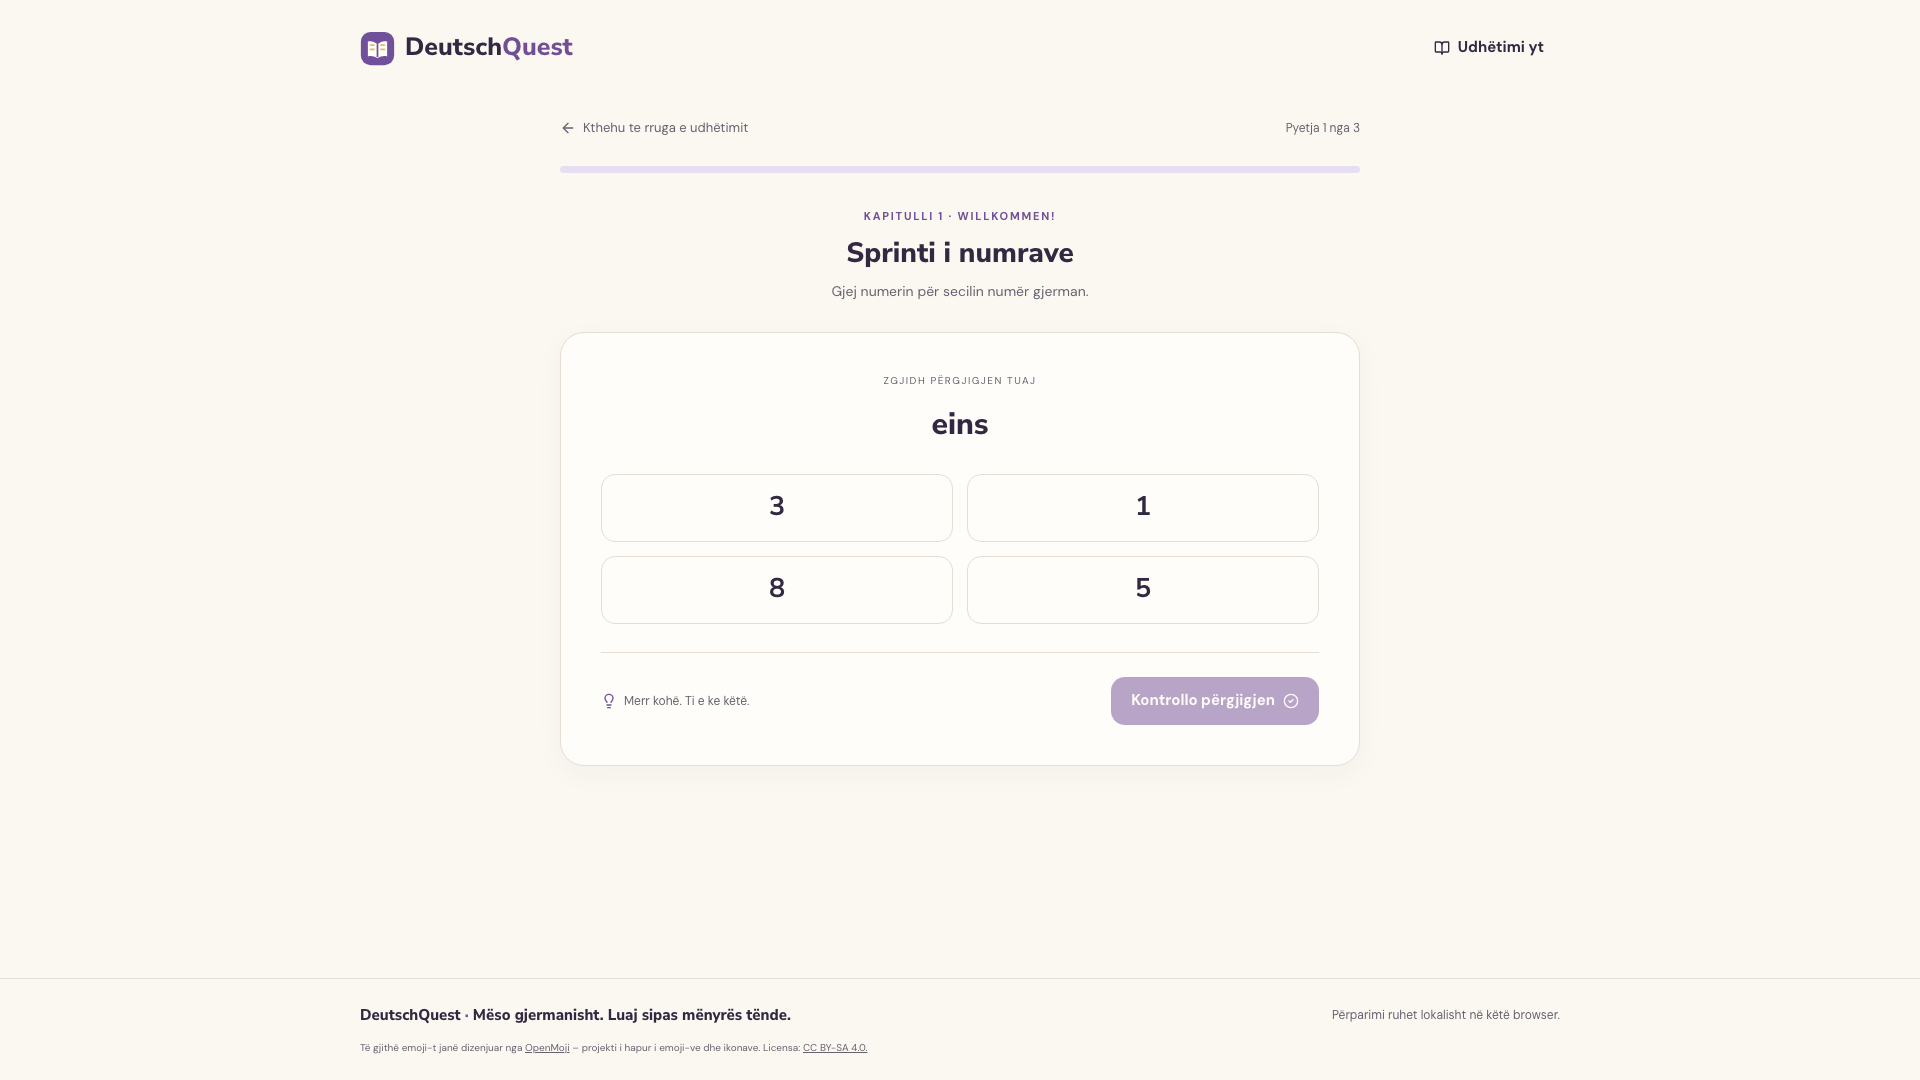 DeutschQuest
Udhëtimi yt
Kthehu te rruga e udhëtimit
Pyetja 1 nga 3
KAPITULLI 1 · WILLKOMMEN!
Sprinti i numrave
Gjej numerin për secilin numër gjerman.
ZGJIDH PËRGJIGJEN TUAJ
eins
3
1
8
5
Merr kohë. Ti e ke këtë.
Kontrollo përgjigjen
DeutschQuest · Mëso gjermanisht. Luaj sipas mënyrës tënde.
Përparimi ruhet lokalisht në këtë browser.
Të gjithë emoji-t janë dizenjuar nga OpenMoji – projekti i hapur i emoji-ve dhe ikonave. Licensa: CC BY-SA 4.0.